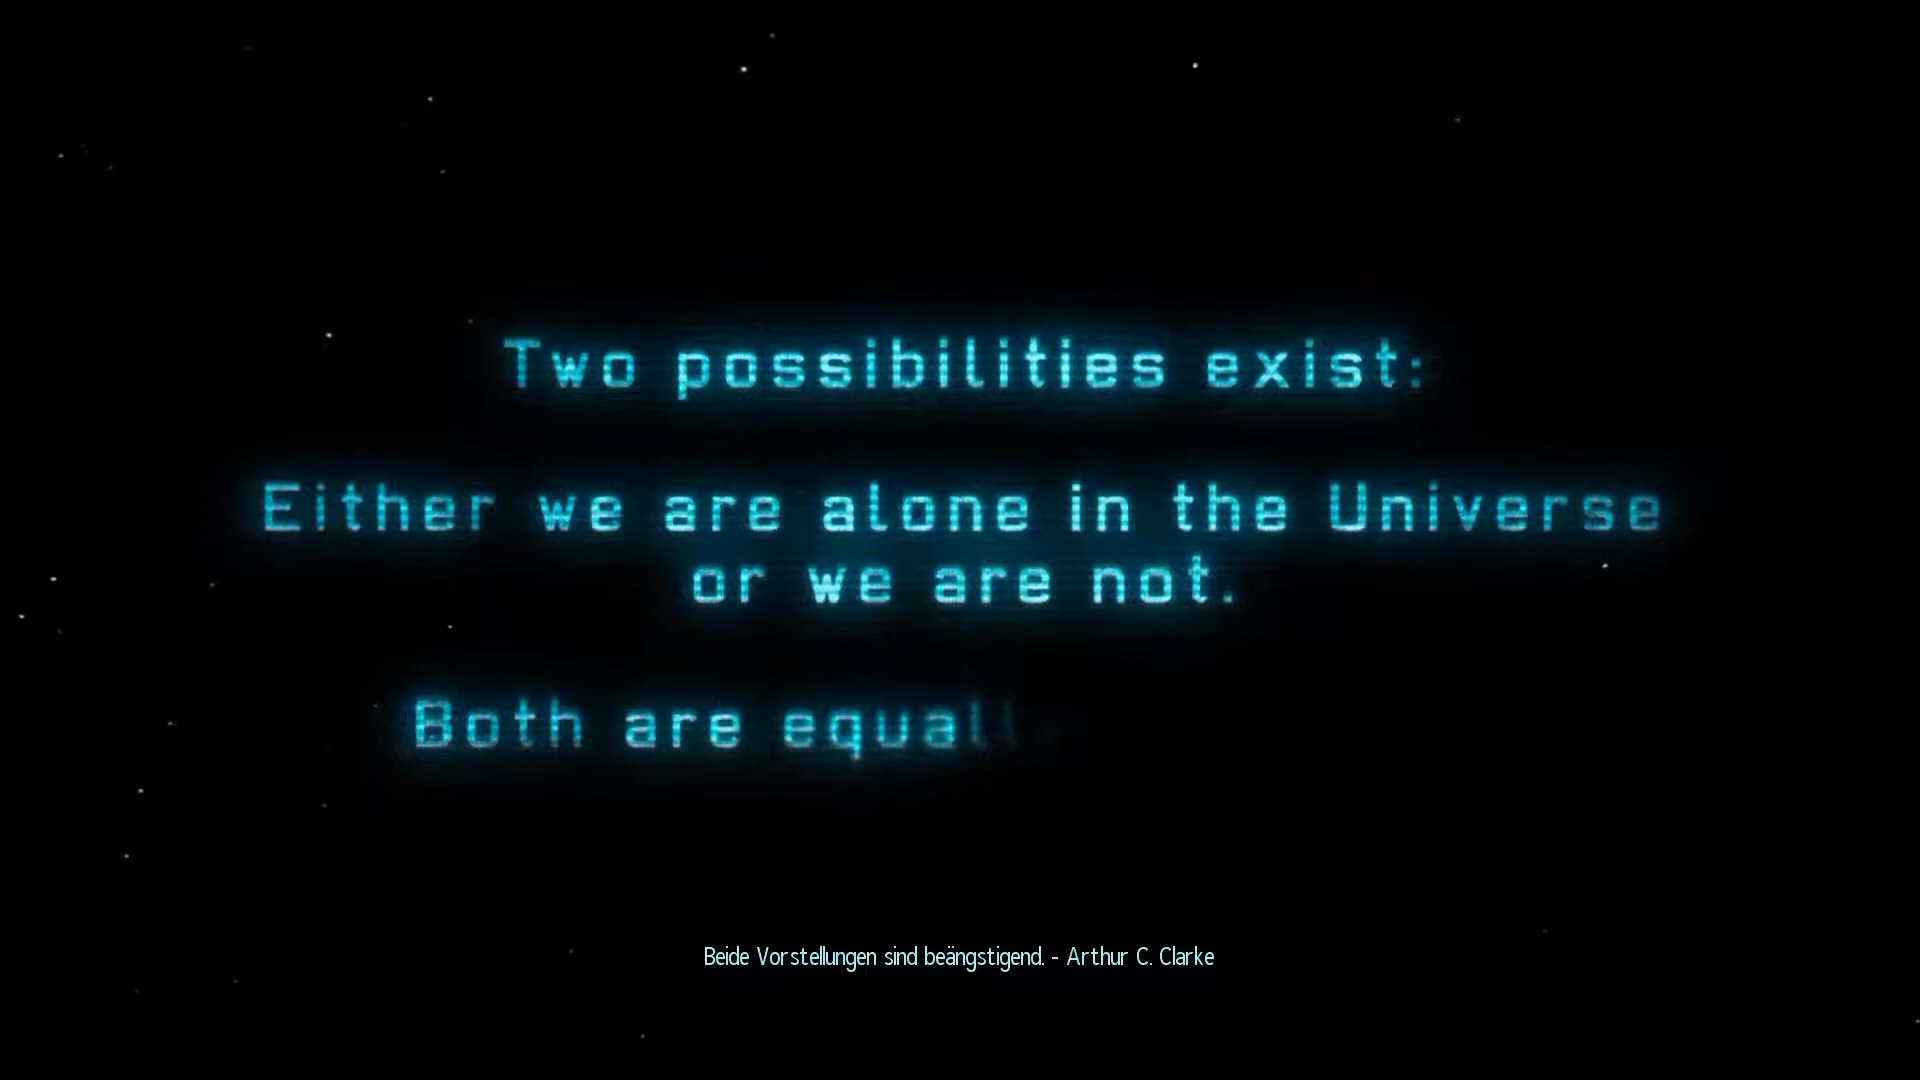 Two possibilities exist:
Either we are alone in the Universe
or we are not.
Both are equall
Beide Vorstellungen sind beängstigend. - Arthur C. Clarke